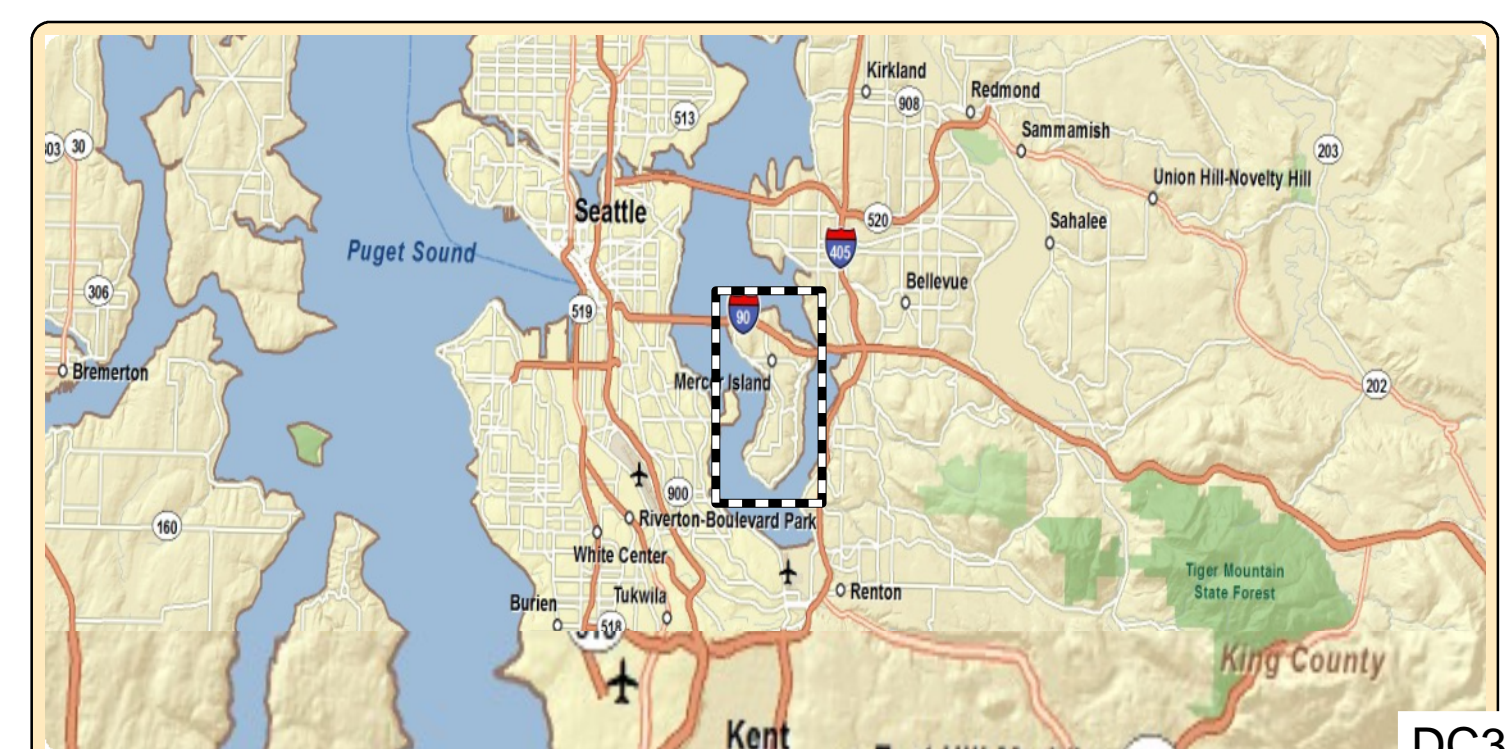 Kirkland
908
Redmond
513
Sammamish
303
30
203
Union Hill-Novelty Hill
Seattle
520
Sahalee
Puget Sound
405
Bellevue
306
519
90
Bremerton
Mercer Island
202
900
160
Riverton-Boulevard Park
White Center
Tiger Mountain
State Forest
Renton
Burien
Tukwila
518
King County
Kent
DC3